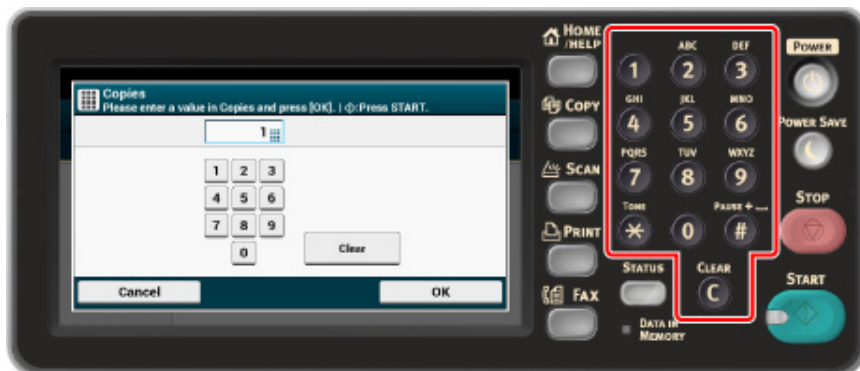 Copies
Please enter a value in Copies and press [OK]. | :Press START.
1
1 2 3
4 5 6
7 8 9
0
Clear
Cancel
OK
HOME
/HELP
COPY
SCAN
PRINT
FAX
ABC DEF
1 2 3
GHI JKL MNO
4 5 6
PQRS TUV WXYZ
7 8 9
TONE PAUSE +
* 0 #
STATUS
CLEAR
C
DATA IN
MEMORY
POWER
POWER SAVE
STOP
START